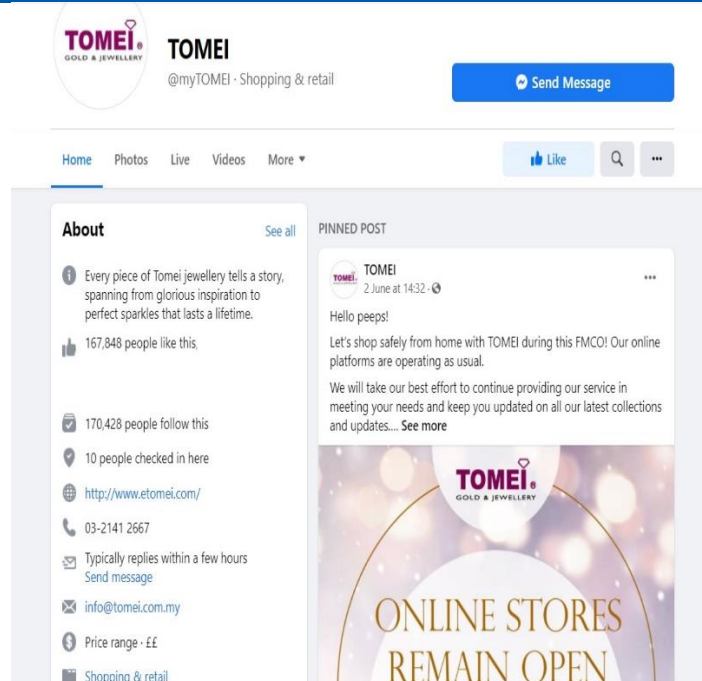 TOMEI®
GOLD & JEWELLERY
TOMEI
@myTOMEI · Shopping & retail
Send Message
Home Photos Live Videos More ▾
Like
About
See all
Every piece of Tomei jewellery tells a story,
spanning from glorious inspiration to
perfect sparkles that lasts a lifetime.
167,848 people like this,
170,428 people follow this
10 people checked in here
http://www.etomei.com/
03-2141 2667
Typically replies within a few hours
Send message
info@tomei.com.my
Price range · ££
Shopping & retail
PINNED POST
TOMEI.
TOMEI
2 June at 14:32 ·
Hello peeps!
Let's shop safely from home with TOMEI during this FMCO! Our online
platforms are operating as usual.
We will take our best effort to continue providing our service in
meeting your needs and keep you updated on all our latest collections
and updates.... See more
TOMEI®
GOLD & JEWELLERY
ONLINE STORES
REMAIN OPEN